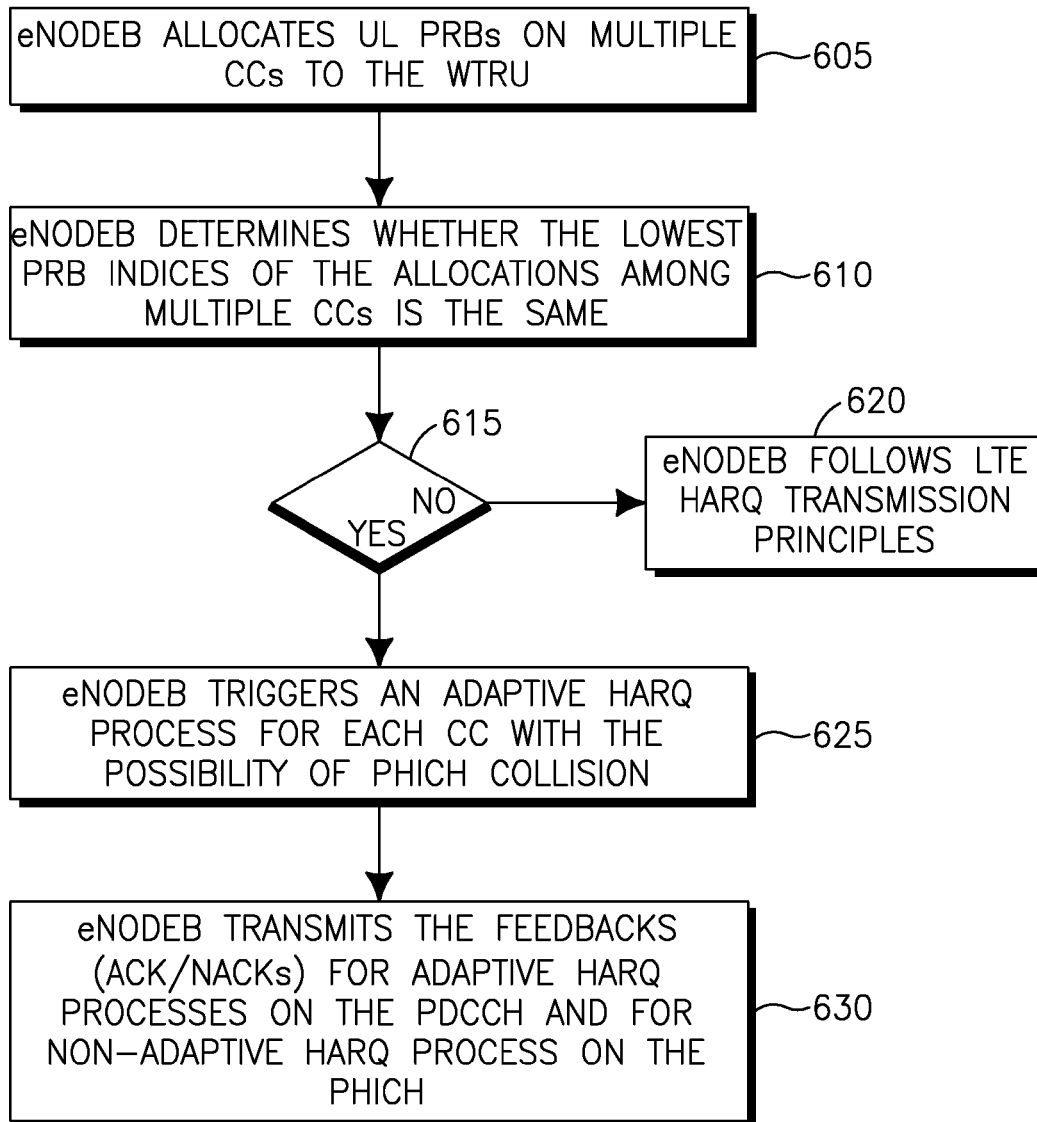 eNODEB ALLOCATES UL PRBs ON MULTIPLE
CCs TO THE WTRU
605
eNODEB DETERMINES WHETHER THE LOWEST
PRB INDICES OF THE ALLOCATIONS AMONG
MULTIPLE CCs IS THE SAME
610
615
NO
YES
620
eNODEB FOLLOWS LTE
HARQ TRANSMISSION
PRINCIPLES
eNODEB TRIGGERS AN ADAPTIVE HARQ
PROCESS FOR EACH CC WITH THE
POSSIBILITY OF PHICH COLLISION
625
eNODEB TRANSMITS THE FEEDBACKS
(ACK/NACKs) FOR ADAPTIVE HARQ
PROCESSES ON THE PDCCH AND FOR
NON-ADAPTIVE HARQ PROCESS ON THE
PHICH
630